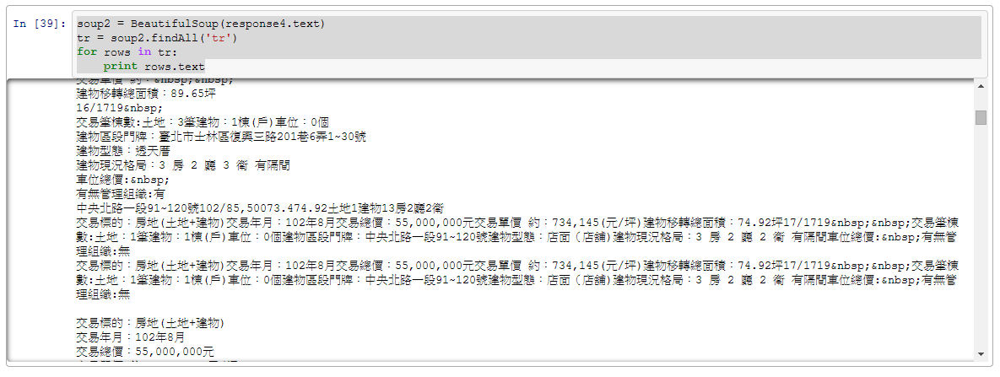 In [39]:
soup2 = BeautifulSoup(response4.text)
tr = soup2.findAll('tr')
for rows in tr:
    print rows.text
交易單價 約：&nbsp;&nbsp;
建物移轉總面積：89.65坪
16/1719&nbsp;
交易筆棟數:土地：3筆建物：1棟(戶)車位：0個
建物區段門牌：臺北市士林區復興三路201巷6弄1~30號
建物型態：透天厝
建物現況格局：3 房 2 廳 3 衛 有隔間
車位總價:&nbsp;
有無管理組織:有
中央北路一段91~120號102/85,50073.474.92土地1建物13房2廳2衛
交易標的：房地(土地+建物)交易年月：102年8月交易總價：55,000,000元交易單價 約：734,145(元/坪)建物移轉總面積：74.92坪17/1719&nbsp;&nbsp;交易筆棟
數:土地：1筆建物：1棟(戶)車位：0個建物區段門牌：中央北路一段91~120號建物型態：店面（店舖)建物現況格局：3 房 2 廳 2 衛 有隔間車位總價:&nbsp;有無管
理組織:無
交易標的：房地(土地+建物)交易年月：102年8月交易總價：55,000,000元交易單價 約：734,145(元/坪)建物移轉總面積：74.92坪17/1719&nbsp;&nbsp;交易筆棟
數:土地：1筆建物：1棟(戶)車位：0個建物區段門牌：中央北路一段91~120號建物型態：店面（店舖)建物現況格局：3 房 2 廳 2 衛 有隔間車位總價:&nbsp;有無管
理組織:無
交易標的：房地(土地+建物)
交易年月：102年8月
交易總價：55,000,000元